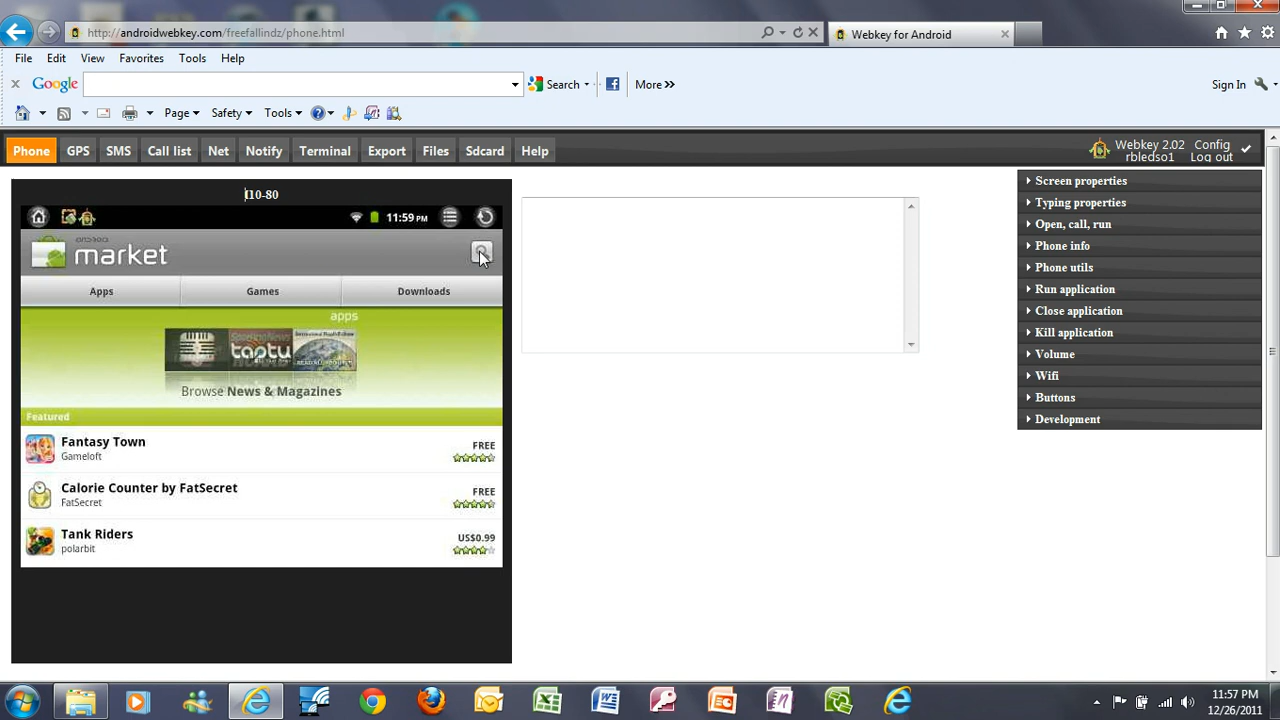 http://androidwebkey.com/freefallindz/phone.html
Webkey for Android
File Edit View Favorites Tools Help
Google Search More »
Sign In
Page Safety Tools
Phone GPS SMS Call list Net Notify Terminal Export Files Sdcard Help
Webkey 2.02 Config
rbledso1 Log out
t10-80
11:59 PM
android
market
Apps Games Downloads
apps
taptu
Browse News & Magazines
Featured
Fantasy Town
Gameloft
FREE
Calorie Counter by FatSecret
FatSecret
FREE
Tank Riders
polarbit
US$0.99
Screen properties
Typing properties
Open, call, run
Phone info
Phone utils
Run application
Close application
Kill application
Volume
Wifi
Buttons
Development
11:57 PM
12/26/2011